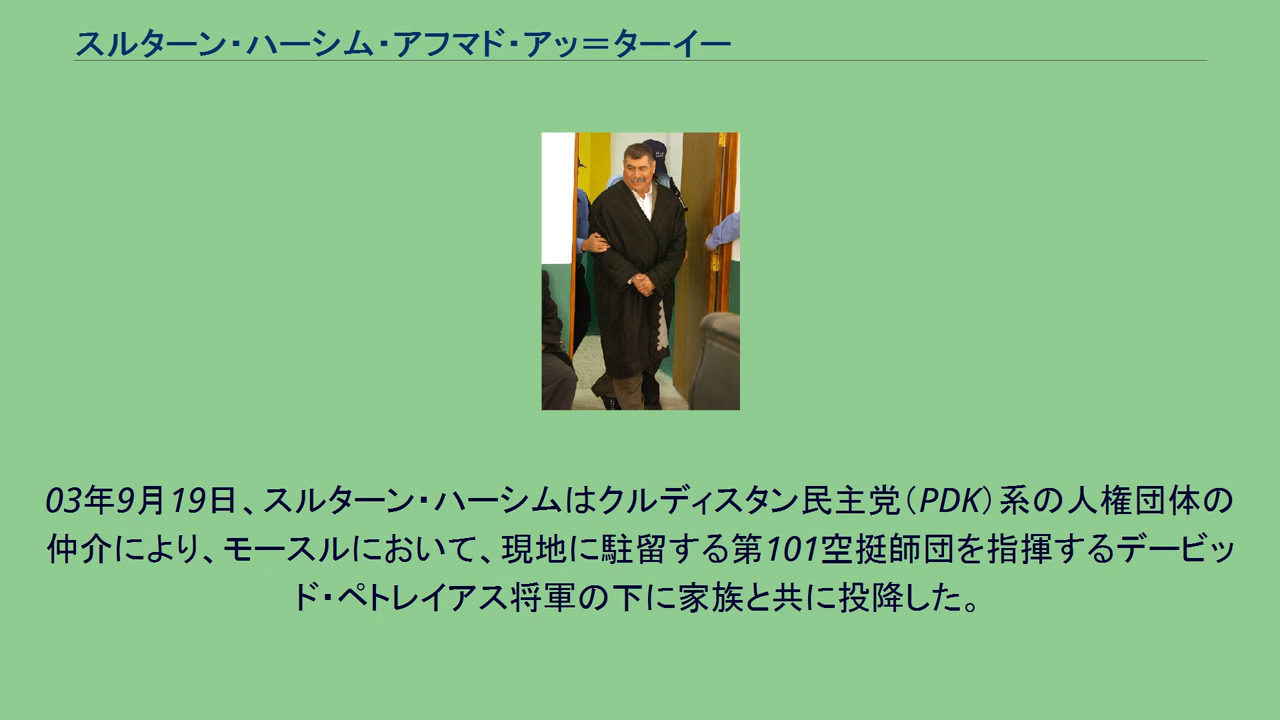 スルターン・ハーシム・アフマド・アッ＝ターイー
03年9月19日、スルターン・ハーシムはクルディスタン民主党（PDK）系の人権団体の
仲介により、モースルにおいて、現地に駐留する第101空挺師団を指揮するデービッ
ド・ペトレイアス将軍の下に家族と共に投降した。